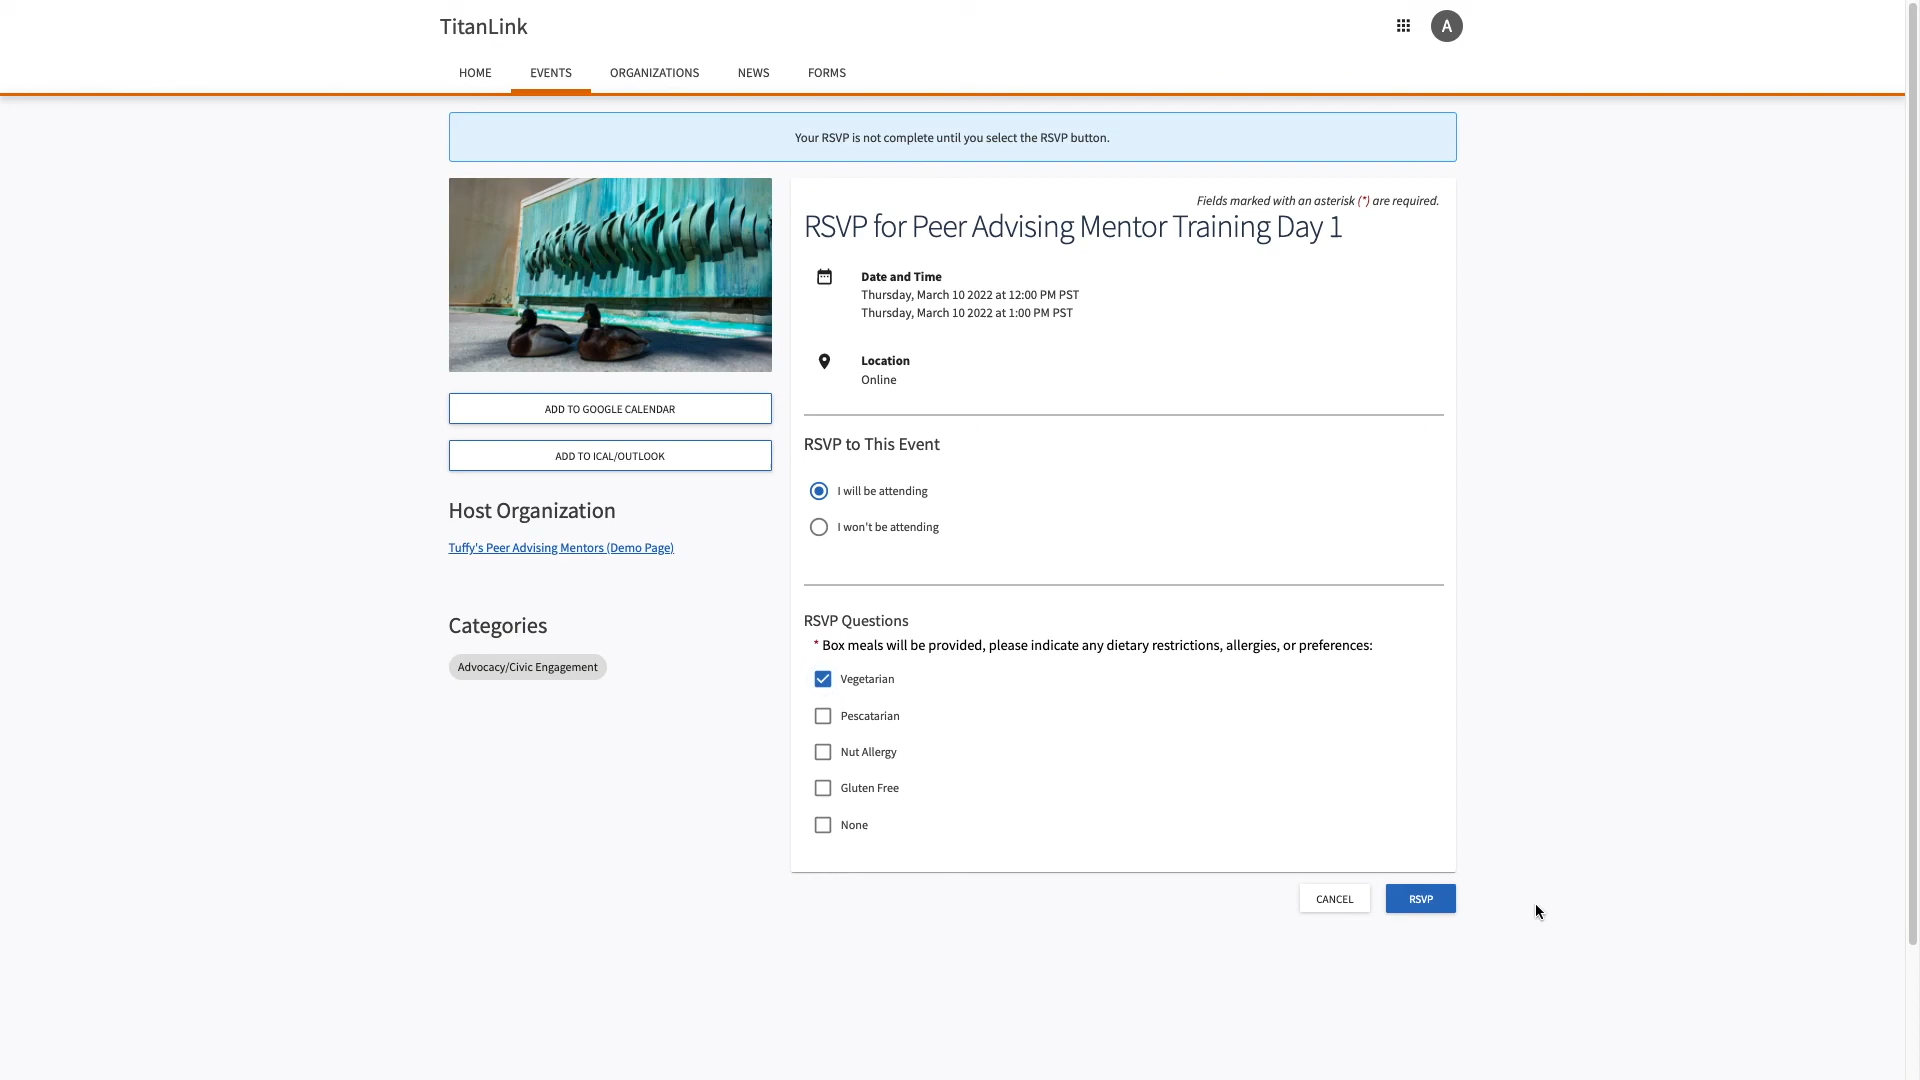 TitanLink
A
HOME
EVENTS
ORGANIZATIONS
NEWS
FORMS
Your RSVP is not complete until you select the RSVP button.
Fields marked with an asterisk (*) are required.
RSVP for Peer Advising Mentor Training Day 1
Date and Time
Thursday, March 10 2022 at 12:00 PM PST
Thursday, March 10 2022 at 1:00 PM PST
Location
Online
ADD TO GOOGLE CALENDAR
ADD TO ICAL/OUTLOOK
Host Organization
Tuffy's Peer Advising Mentors (Demo Page)
Categories
Advocacy/Civic Engagement
RSVP to This Event
I will be attending
I won't be attending
RSVP Questions
* Box meals will be provided, please indicate any dietary restrictions, allergies, or preferences:
Vegetarian
Pescatarian
Nut Allergy
Gluten Free
None
CANCEL
RSVP